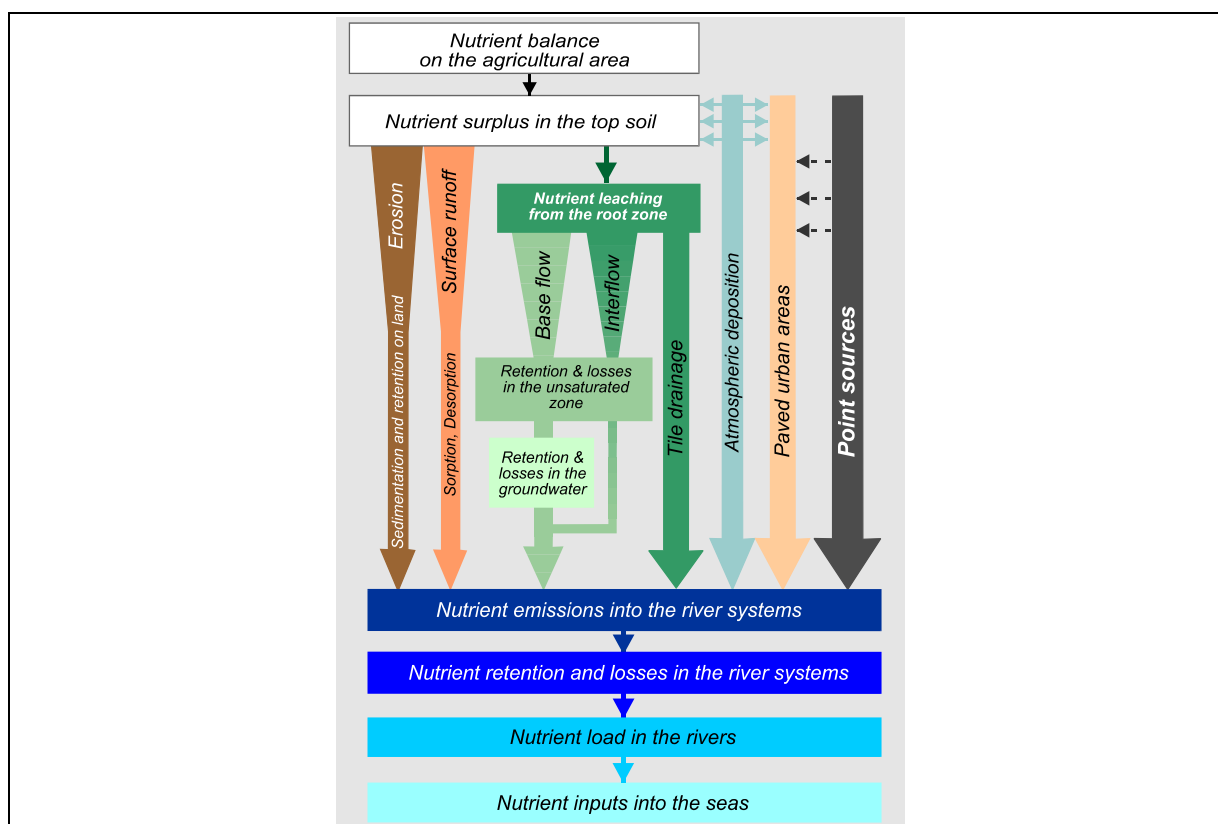 Nutrient balance
on the agricultural area
Nutrient surplus in the top soil
Erosion
Sedimentation and retention on land
Surface runoff
Sorption, Desorption
Nutrient leaching
from the root zone
Base flow
Interflow
Retention & losses
in the unsaturated
zone
Retention &
losses in the
groundwater
Tile drainage
Atmospheric deposition
Paved urban areas
Point sources
Nutrient emissions into the river systems
Nutrient retention and losses in the river systems
Nutrient load in the rivers
Nutrient inputs into the seas